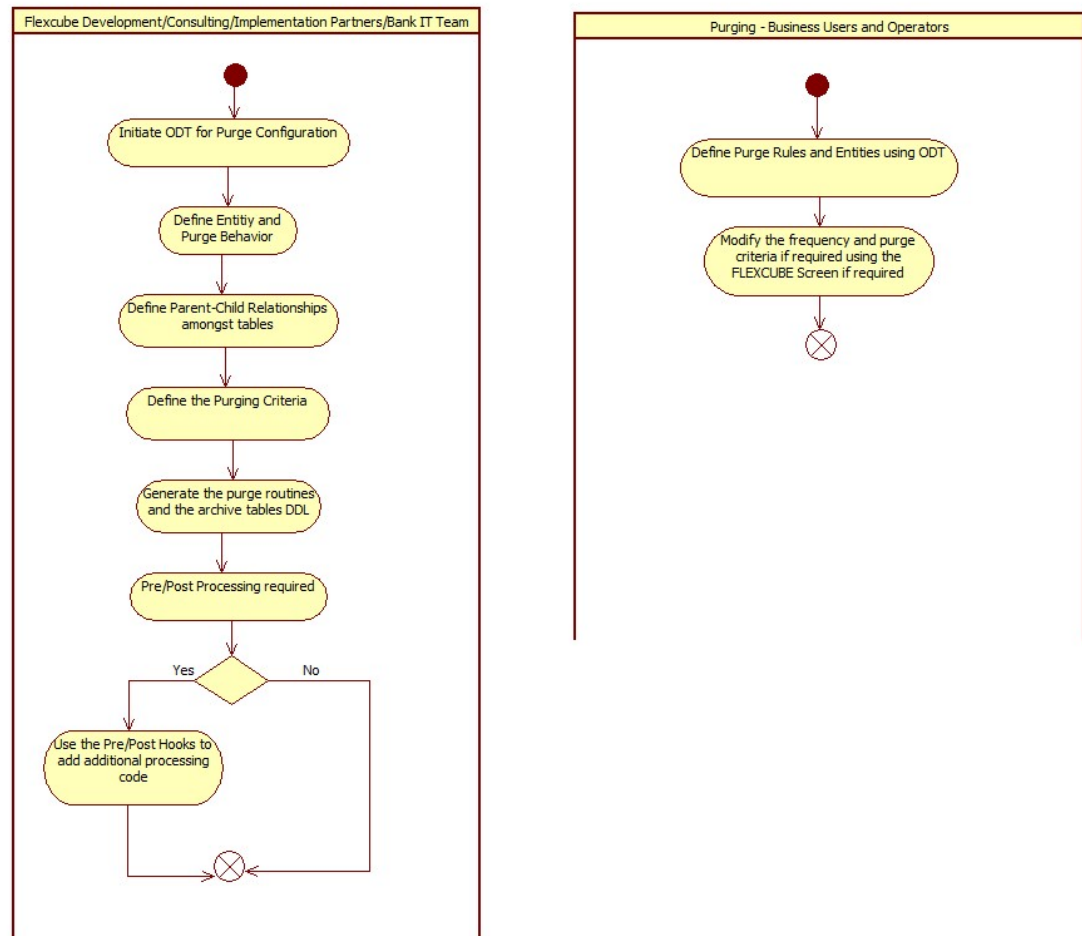 Flexcube Development/Consulting/Implementation Partners/Bank IT Team
Initiate ODT for Purge Configuration
Define Entitiy and
Purge Behavior
Define Parent-Child Relationships
amongst tables
Define the Purging Criteria
Generate the purge routines
and the archive tables DDL
Pre/Post Processing required
Yes
No
Use the Pre/Post Hooks to
add additional processing
code
Purging - Business Users and Operators
Define Purge Rules and Entities using ODT
Modify the frequency and purge
criteria if required using the
FLEXCUBE Screen if required